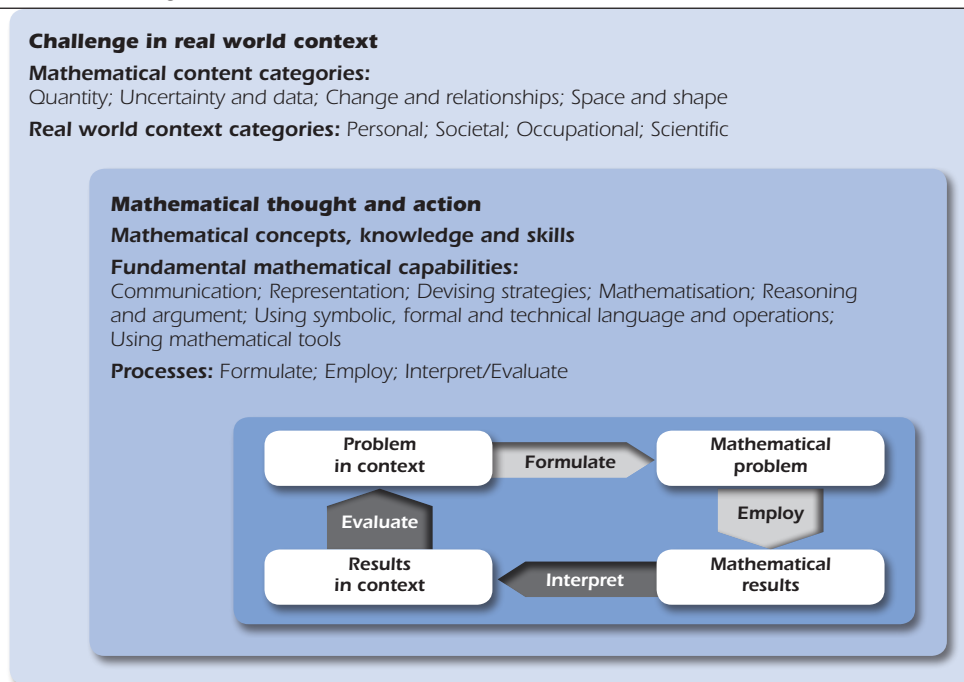 Challenge in real world context
Mathematical content categories:
Quantity; Uncertainty and data; Change and relationships; Space and shape
Real world context categories: Personal; Societal; Occupational; Scientific
Mathematical thought and action
Mathematical concepts, knowledge and skills
Fundamental mathematical capabilities:
Communication; Representation; Devising strategies; Mathematisation; Reasoning
and argument; Using symbolic, formal and technical language and operations;
Using mathematical tools
Processes: Formulate; Employ; Interpret/Evaluate
Problem
in context
Formulate
Mathematical
problem
Evaluate
Employ
Results
in context
Interpret
Mathematical
results